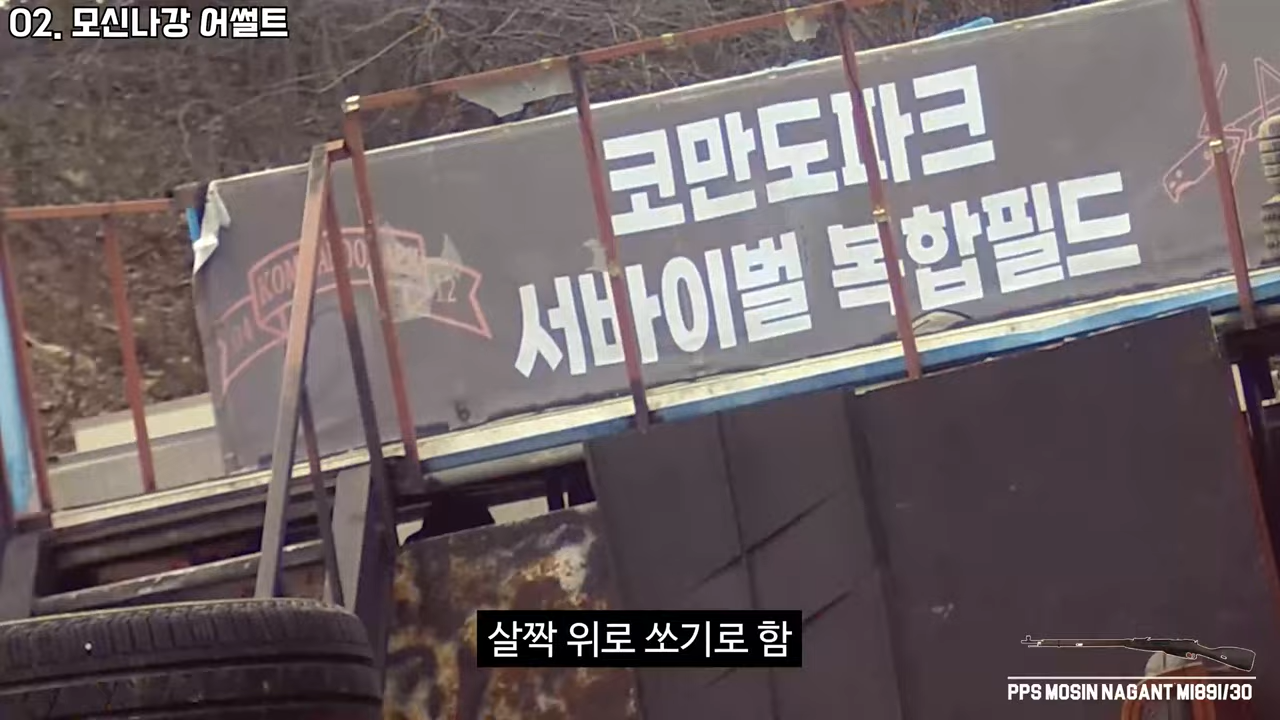 02. 모신나강 어썰트
코만도파크
서바이벌 복합필드
살짝 위로 쏘기로 함
PPS MOSIN NAGANT M1891/30